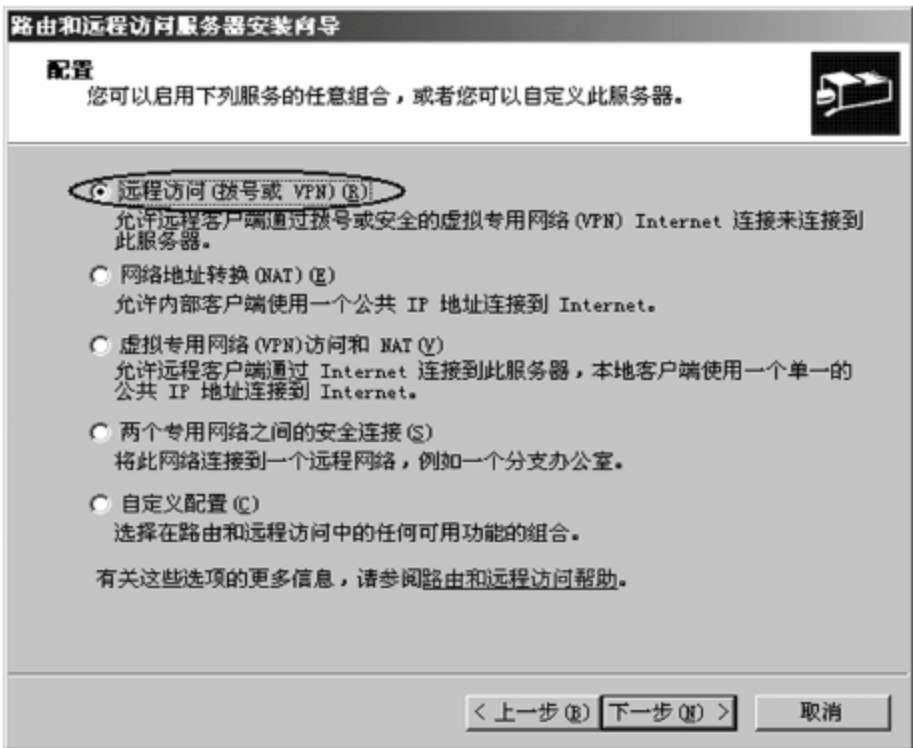 路由和远程访问服务器安装向导
配置
您可以启用下列服务的任意组合，或者您可以自定义此服务器。
远程访问(拨号或 VPN)(R)
允许远程客户端通过拨号或安全的虚拟专用网络(VPN) Internet 连接来连接到
此服务器。
网络地址转换(NAT)(E)
允许内部客户端使用一个公共 IP 地址连接到 Internet。
虚拟专用网络(VPN)访问和 NAT(V)
允许远程客户端通过 Internet 连接到此服务器，本地客户端使用一个单一的
公共 IP 地址连接到 Internet。
两个专用网络之间的安全连接(S)
将此网络连接到一个远程网络，例如一个分支办公室。
自定义配置(C)
选择在路由和远程访问中的任何可用功能的组合。
有关这些选项的更多信息，请参阅路由和远程访问帮助。
< 上一步(B) 下一步(N) > 取消